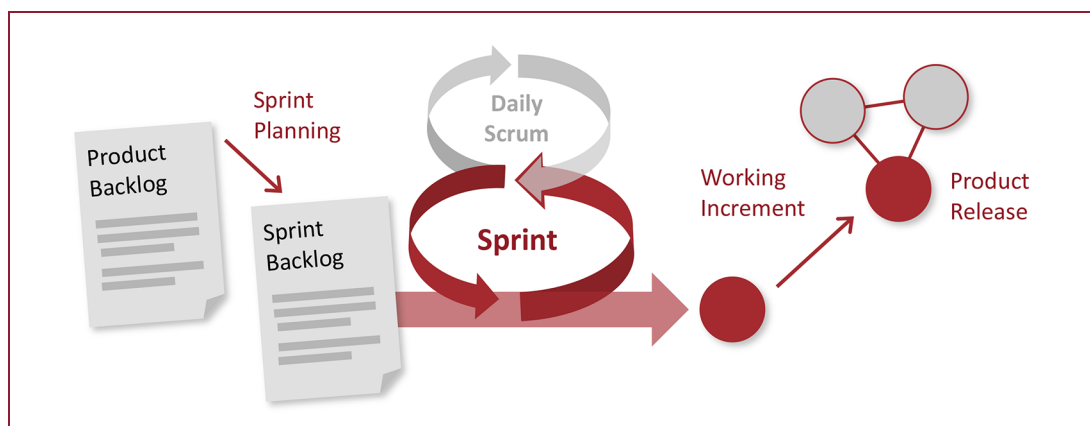 Product
Backlog
Sprint
Planning
Sprint
Backlog
Daily
Scrum
Sprint
Working
Increment
Product
Release